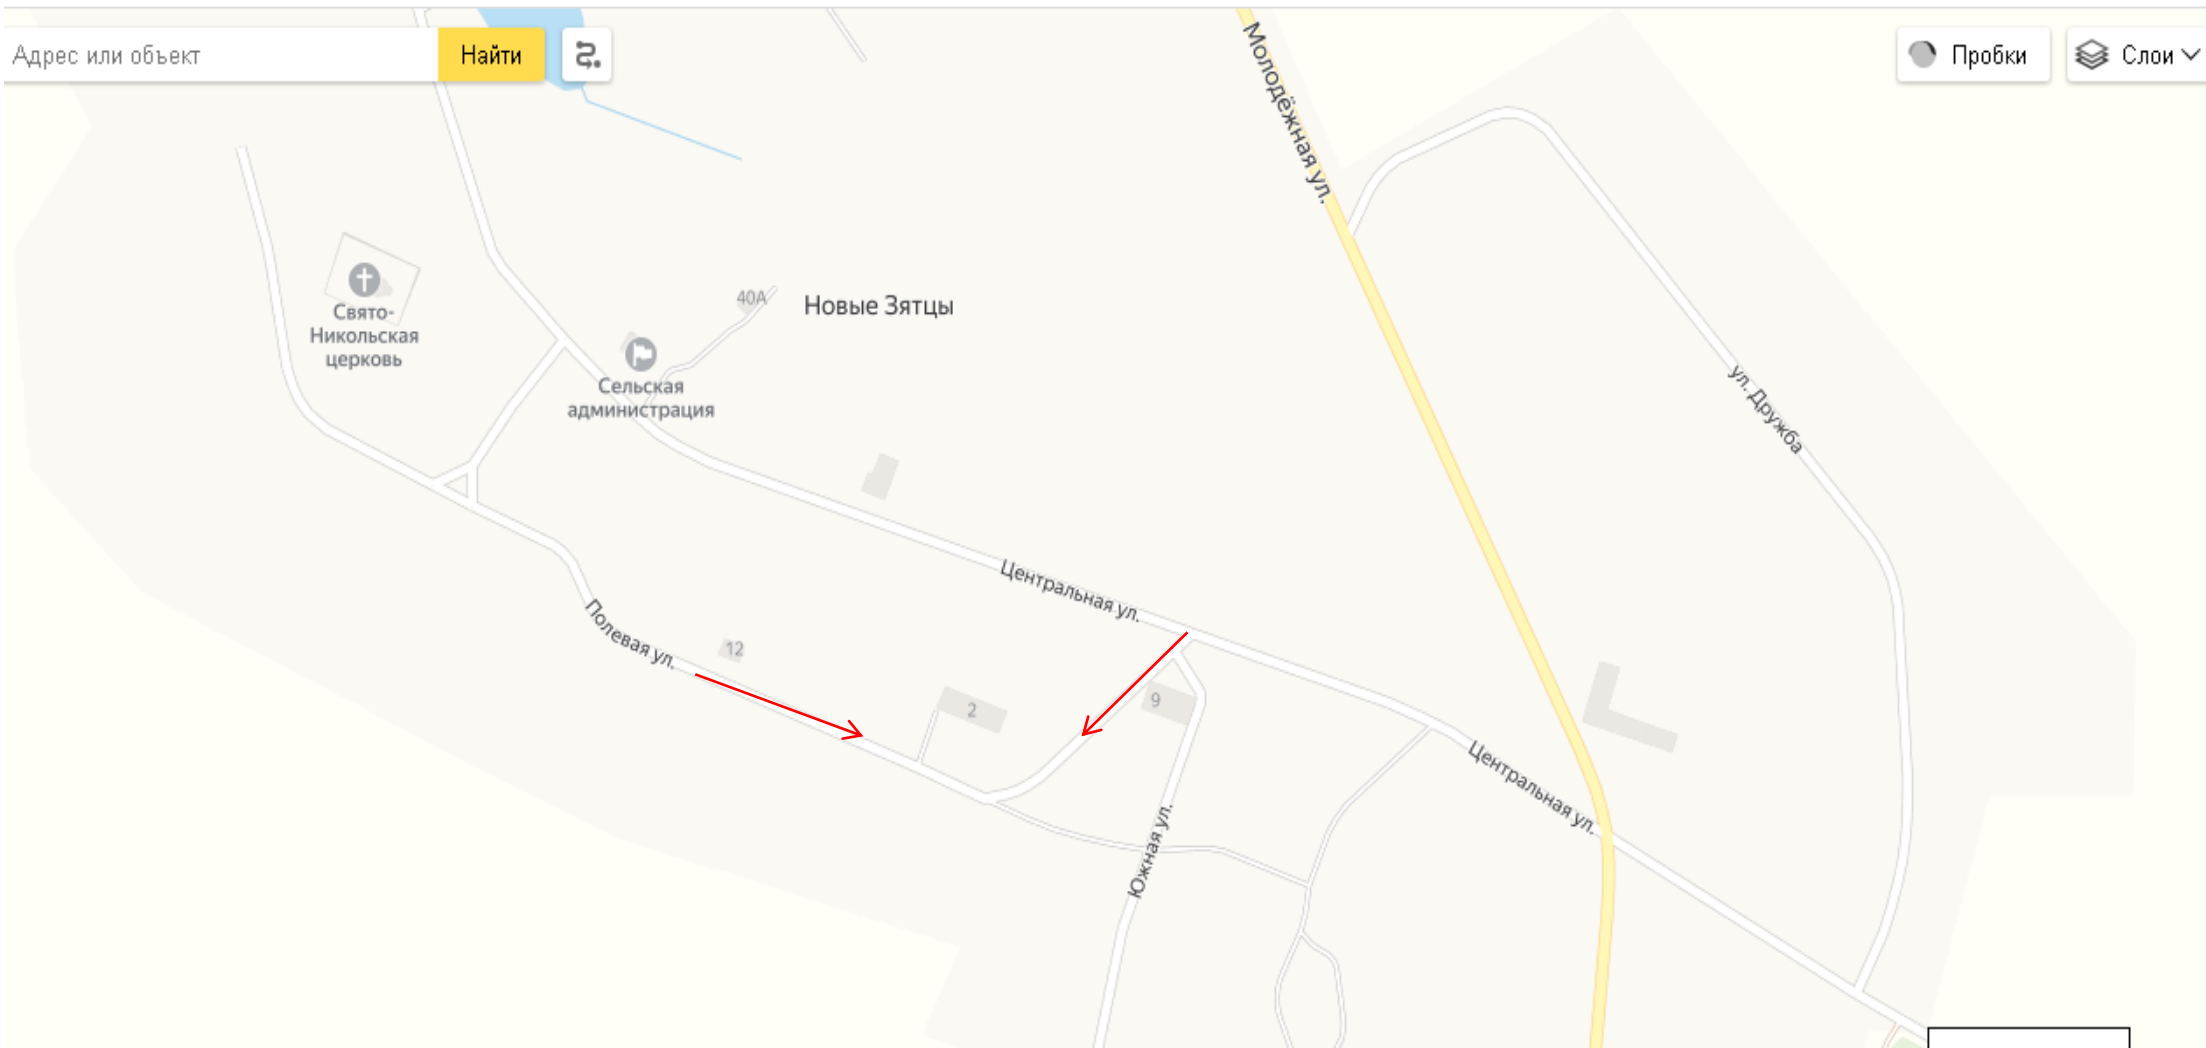 Адрес или объект
Найти
Пробки
Слои
Молодёжная ул.
Свято-
Никольская
церковь
40А
Новые Зятцы
Сельская
администрация
ул. Дружба
Центральная ул.
Полевая ул.
12
2
9
Центральная ул.
Южная ул.